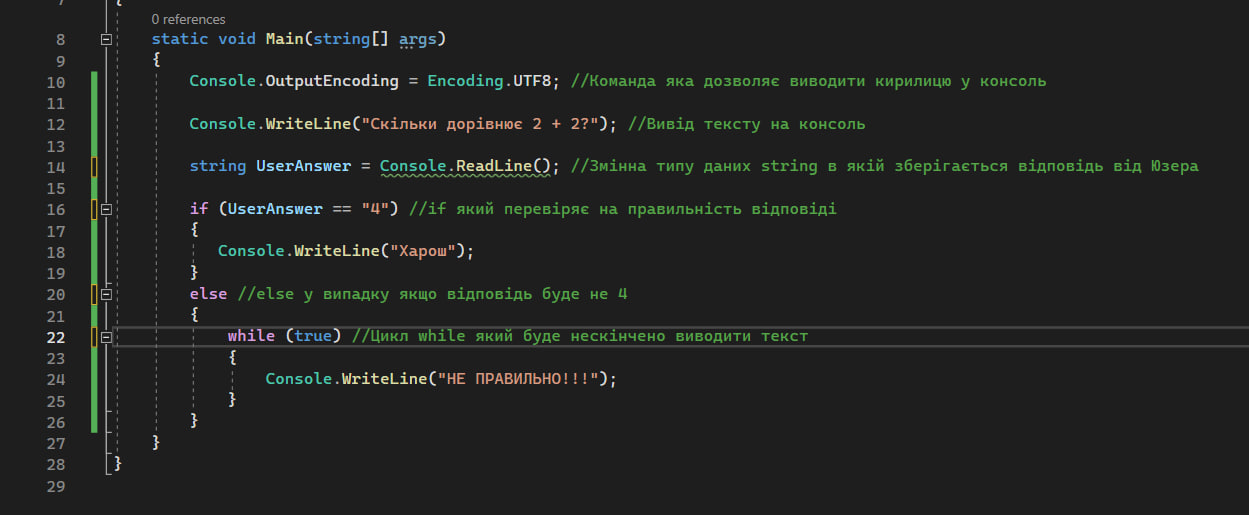 7 {
0 references
8 static void Main(string[] args)
9 {
10 Console.OutputEncoding = Encoding.UTF8; //Команда яка дозволяє виводити кирилицю у консоль
11
12 Console.WriteLine("Скільки дорівнює 2 + 2?"); //Вивід тексту на консоль
13
14 string UserAnswer = Console.ReadLine(); //Змінна типу даних string в якій зберігається відповідь від Юзера
15
16 if (UserAnswer == "4") //if який перевіряє на правильність відповіді
17 {
18 Console.WriteLine("Харош");
19 }
20 else //else у випадку якщо відповідь буде не 4
21 {
22 while (true) //Цикл while який буде нескінчено виводити текст
23 {
24 Console.WriteLine("НЕ ПРАВИЛЬНО!!!");
25 }
26 }
27 }
28 }
29